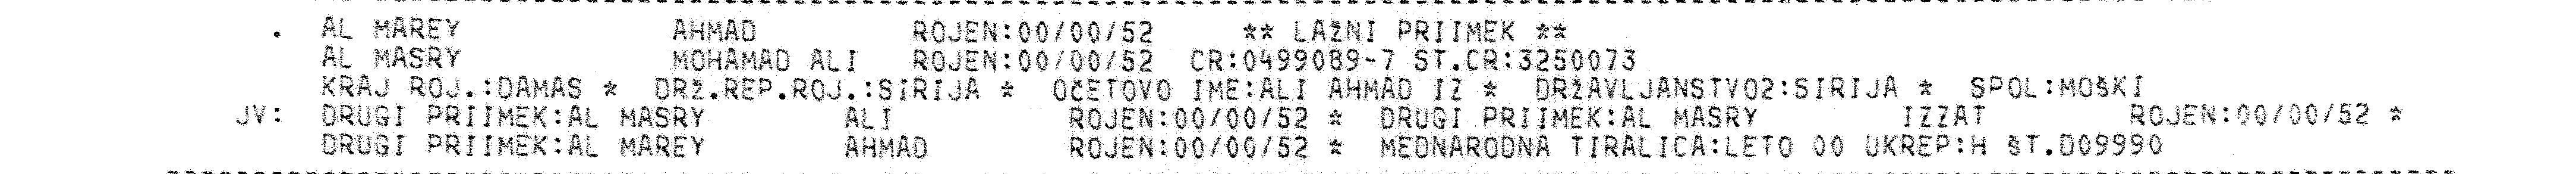 . AL MAREY AHMAD ROJEN:00/00/52 ** LAŽNI PRIIMEK **
AL MASRY MOHAMAD ALI ROJEN:00/00/52 CR:0499089-7 ST.CR:3250073
KRAJ ROJ.:DAMAS * DRŽ.REP.ROJ.:SIRIJA * OČETOVO IME:ALI AHMAD IZ * DRŽAVLJANSTVO2:SIRIJA * SPOL:MOŠKI
JV: DRUGI PRIIMEK:AL MASRY ALI ROJEN:00/00/52 * DRUGI PRIIMEK:AL MASRY IZZAT ROJEN:00/00/52 *
DRUGI PRIIMEK:AL MAREY AHMAD ROJEN:00/00/52 * MEDNARODNA TIRALICA:LETO 00 UKREP:H ŠT.D09990